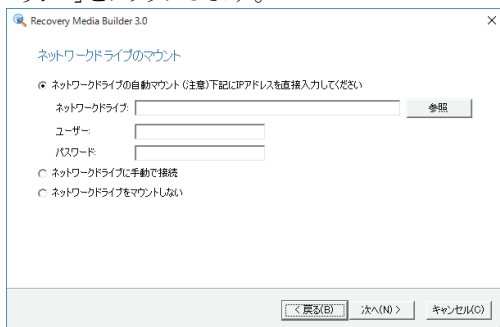 Recovery Media Builder 3.0
ネットワークドライブのマウント
ネットワークドライブの自動マウント (注意)下記にIPアドレスを直接入力してください
ネットワークドライブ:
参照
ユーザー:
パスワード:
ネットワークドライブに手動で接続
ネットワークドライブをマウントしない
< 戻る(B)
次へ(N) >
キャンセル(C)